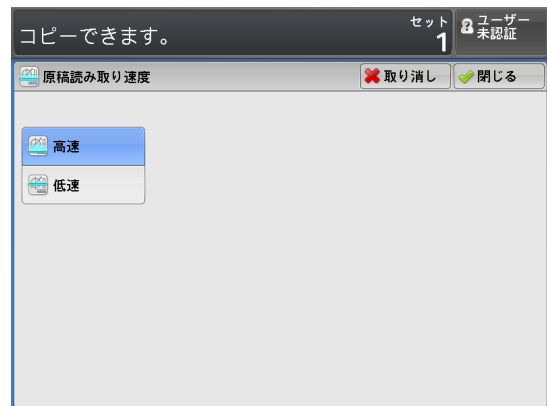 コピーできます。
セット
1
ユーザー
未認証
原稿読み取り速度
取り消し
閉じる
高速
低速